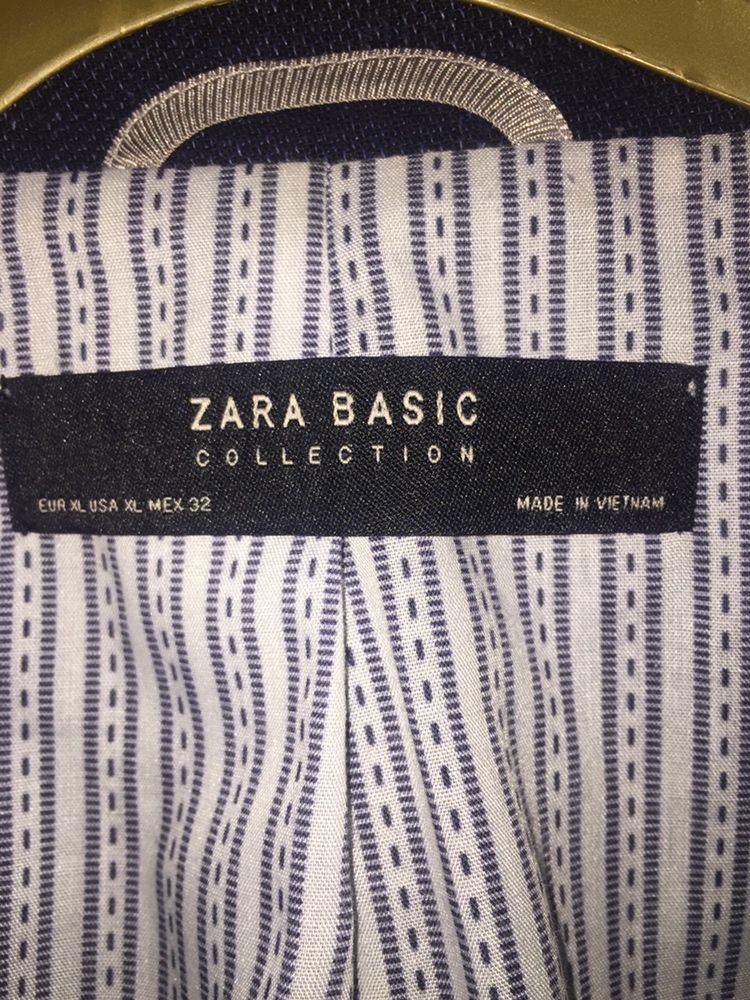 ZARA BASIC
COLLECTION
EUR XL USA XL MEX 32
MADE IN VIETNAM